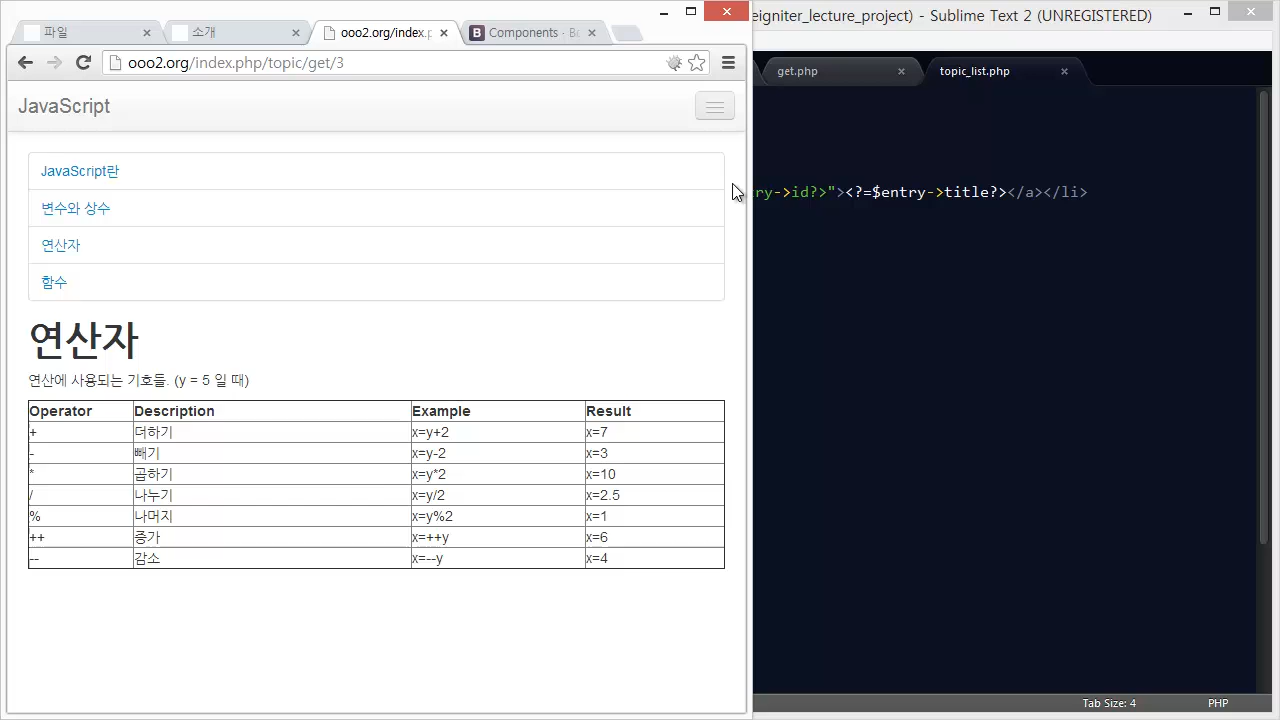 파일
소개
ooo2.org/index.p
Components · B
ooo2.org/index.php/topic/get/3
JavaScript
JavaScript란
변수와 상수
연산자
함수
연산자
연산에 사용되는 기호들. (y = 5 일 때)
Operator Description Example Result
+ 더하기 x=y+2 x=7
- 빼기 x=y-2 x=3
* 곱하기 x=y*2 x=10
/ 나누기 x=y/2 x=2.5
% 나머지 x=y%2 x=1
++ 증가 x=++y x=6
-- 감소 x=--y x=4
eigniter_lecture_project) - Sublime Text 2 (UNREGISTERED)
get.php
topic_list.php
ry->id?>"><?=$entry->title?></a></li>
Tab Size: 4 PHP